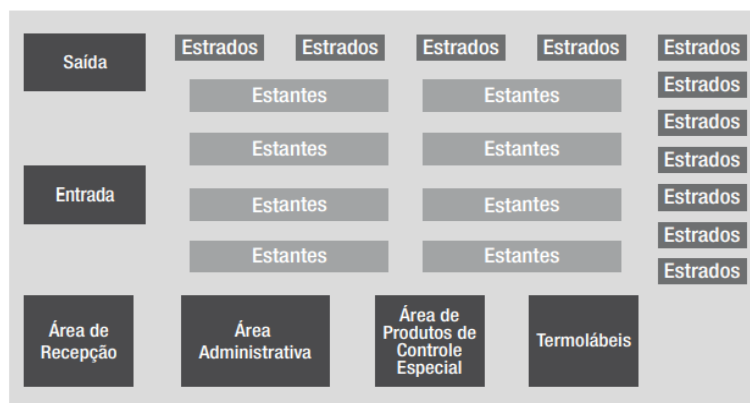 Saída
Estrados Estrados Estrados Estrados Estrados
Estantes Estantes
Estrados
Estrados
Estantes Estantes
Estrados
Entrada
Estantes Estantes
Estrados
Estrados
Estantes Estantes
Estrados
Área de
Recepção
Área
Administrativa
Área de
Produtos de
Controle
Especial
Termolábeis